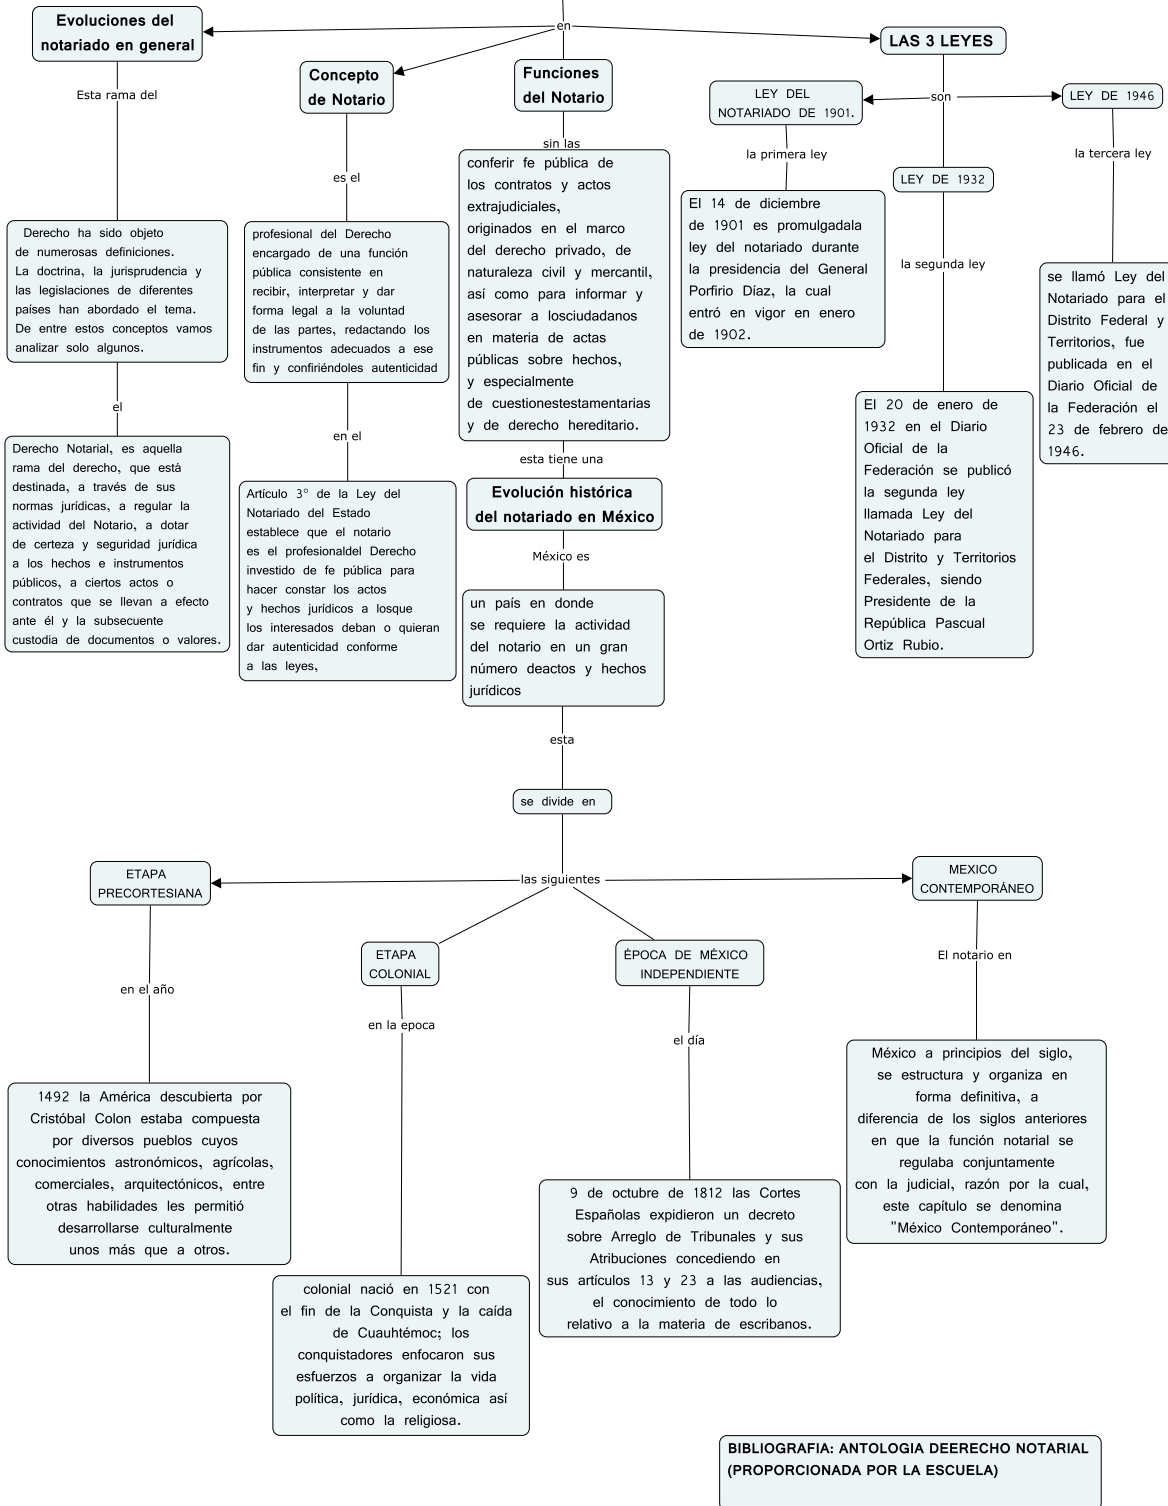 en
Evoluciones del
notariado en general
Esta rama del
Derecho ha sido objeto
de numerosas definiciones.
La doctrina, la jurisprudencia y
las legislaciones de diferentes
países han abordado el tema.
De entre estos conceptos vamos
analizar solo algunos.
el
Derecho Notarial, es aquella
rama del derecho, que está
destinada, a través de sus
normas jurídicas, a regular la
actividad del Notario, a dotar
de certeza y seguridad jurídica
a los hechos e instrumentos
públicos, a ciertos actos o
contratos que se llevan a efecto
ante él y la subsecuente
custodia de documentos o valores.
Concepto
de Notario
es el
profesional del Derecho
encargado de una función
pública consistente en
recibir, interpretar y dar
forma legal a la voluntad
de las partes, redactando los
instrumentos adecuados a ese
fin y confiriéndoles autenticidad
en el
Artículo 3° de la Ley del
Notariado del Estado
establece que el notario
es el profesionaldel Derecho
investido de fe pública para
hacer constar los actos
y hechos jurídicos a losque
los interesados deban o quieran
dar autenticidad conforme
a las leyes,
Funciones
del Notario
sin las
conferir fe pública de
los contratos y actos
extrajudiciales,
originados en el marco
del derecho privado, de
naturaleza civil y mercantil,
así como para informar y
asesorar a losciudadanos
en materia de actas
públicas sobre hechos,
y especialmente
de cuestionestestamentarias
y de derecho hereditario.
esta tiene una
Evolución histórica
del notariado en México
México es
un país en donde
se requiere la actividad
del notario en un gran
número deactos y hechos
jurídicos
esta
se divide en
las siguientes
LAS 3 LEYES
son
LEY DEL
NOTARIADO DE 1901.
la primera ley
El 14 de diciembre
de 1901 es promulgadala
ley del notariado durante
la presidencia del General
Porfirio Díaz, la cual
entró en vigor en enero
de 1902.
LEY DE 1932
la segunda ley
El 20 de enero de
1932 en el Diario
Oficial de la
Federación se publicó
la segunda ley
llamada Ley del
Notariado para
el Distrito y Territorios
Federales, siendo
Presidente de la
República Pascual
Ortiz Rubio.
LEY DE 1946
la tercera ley
se llamó Ley del
Notariado para el
Distrito Federal y
Territorios, fue
publicada en el
Diario Oficial de
la Federación el
23 de febrero de
1946.
ETAPA
PRECORTESIANA
en el año
1492 la América descubierta por
Cristóbal Colon estaba compuesta
por diversos pueblos cuyos
conocimientos astronómicos, agrícolas,
comerciales, arquitectónicos, entre
otras habilidades les permitió
desarrollarse culturalmente
unos más que a otros.
ETAPA
COLONIAL
en la epoca
colonial nació en 1521 con
el fin de la Conquista y la caída
de Cuauhtémoc; los
conquistadores enfocaron sus
esfuerzos a organizar la vida
política, jurídica, económica así
como la religiosa.
ÉPOCA DE MÉXICO
INDEPENDIENTE
el día
9 de octubre de 1812 las Cortes
Españolas expidieron un decreto
sobre Arreglo de Tribunales y sus
Atribuciones concediendo en
sus artículos 13 y 23 a las audiencias,
el conocimiento de todo lo
relativo a la materia de escribanos.
MEXICO
CONTEMPORÁNEO
El notario en
México a principios del siglo,
se estructura y organiza en
forma definitiva, a
diferencia de los siglos anteriores
en que la función notarial se
regulaba conjuntamente
con la judicial, razón por la cual,
este capítulo se denomina
"México Contemporáneo".
BIBLIOGRAFIA: ANTOLOGIA DEERECHO NOTARIAL
(PROPORCIONADA POR LA ESCUELA)